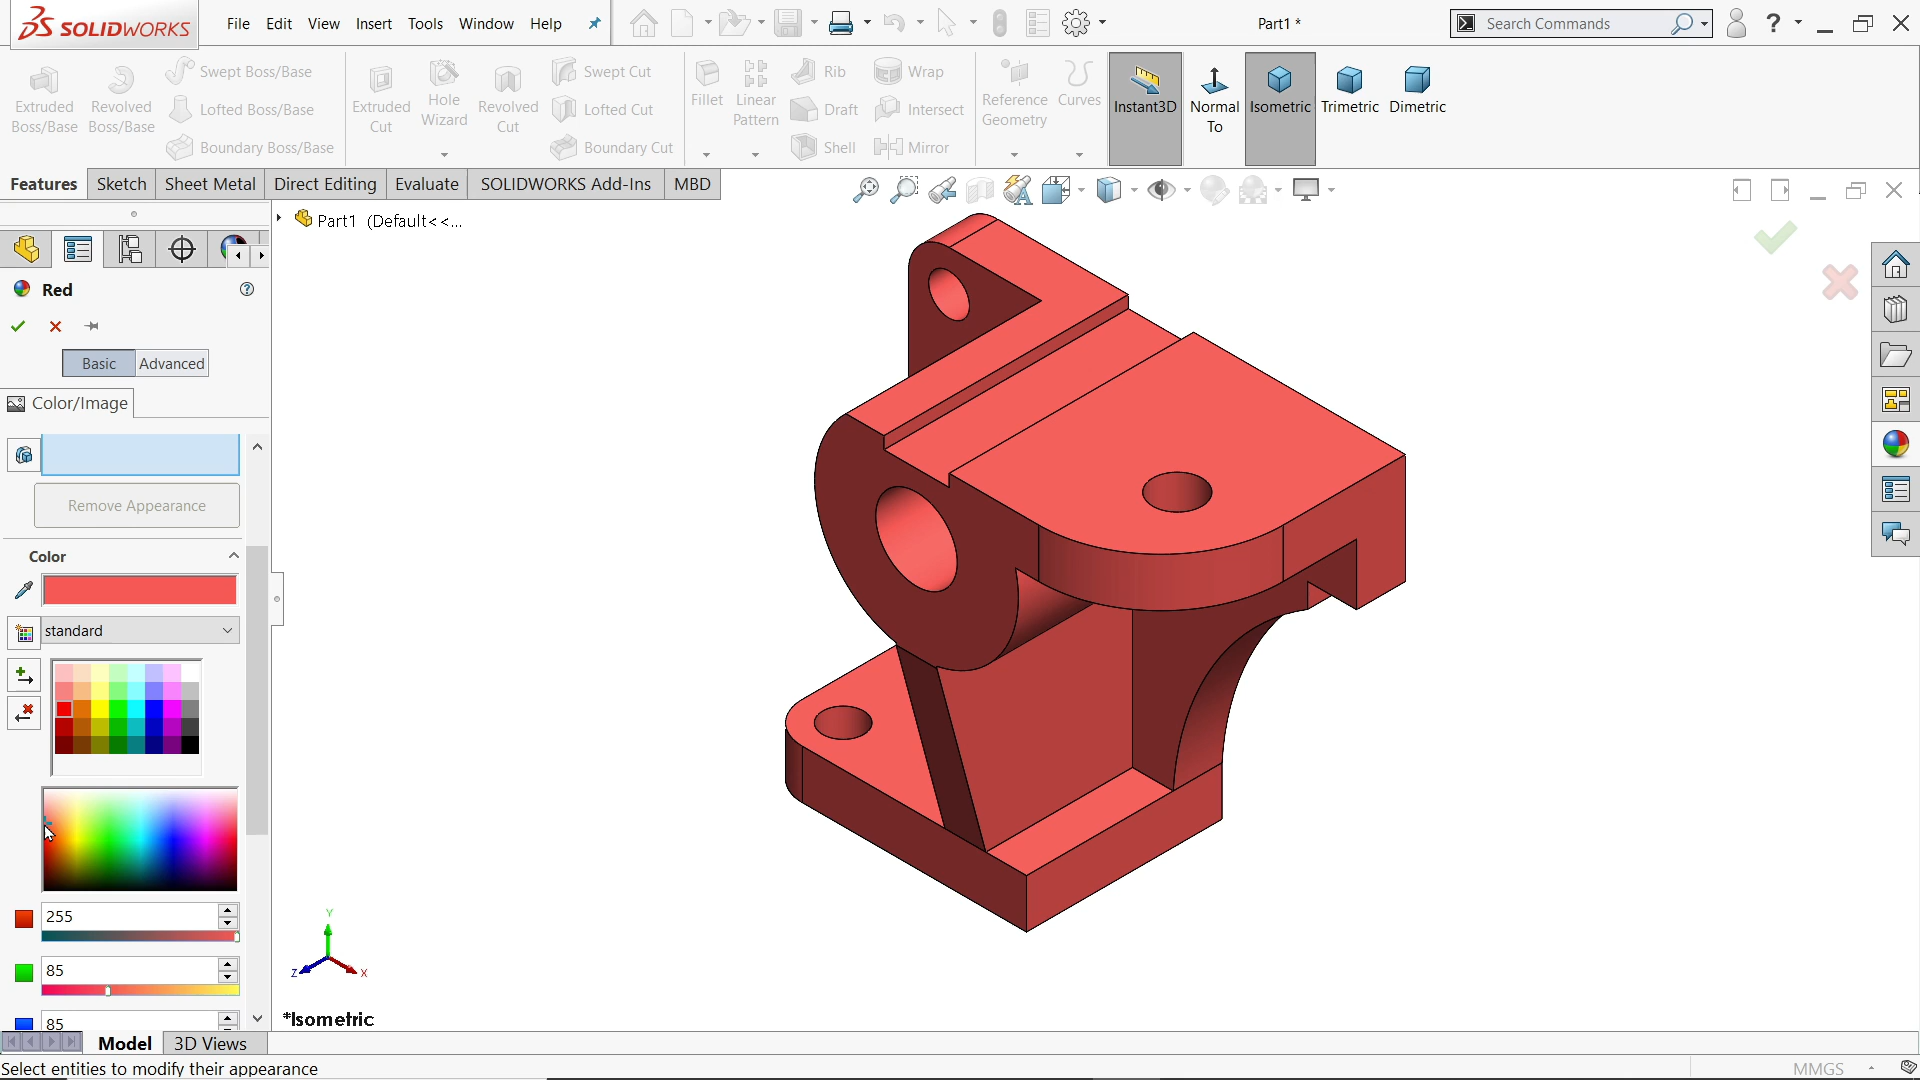 SOLIDWORKS File Edit View Insert Tools Window Help Part1 * Search Commands ?
Extruded Boss/Base
Revolved Boss/Base
Swept Boss/Base
Lofted Boss/Base
Boundary Boss/Base
Extruded Cut
Hole Wizard
Revolved Cut
Swept Cut
Lofted Cut
Boundary Cut
Fillet
Linear Pattern
Rib
Draft
Shell
Wrap
Intersect
Mirror
Reference Geometry
Curves
Instant3D
Normal To
Isometric
Trimetric
Dimetric
Features Sketch Sheet Metal Direct Editing Evaluate SOLIDWORKS Add-Ins MBD
Part1 (Default<<...
Red
Basic Advanced
Color/Image
Remove Appearance
Color
standard
255
85
85
Y
Z X
*Isometric
Model 3D Views
Select entities to modify their appearance MMGS